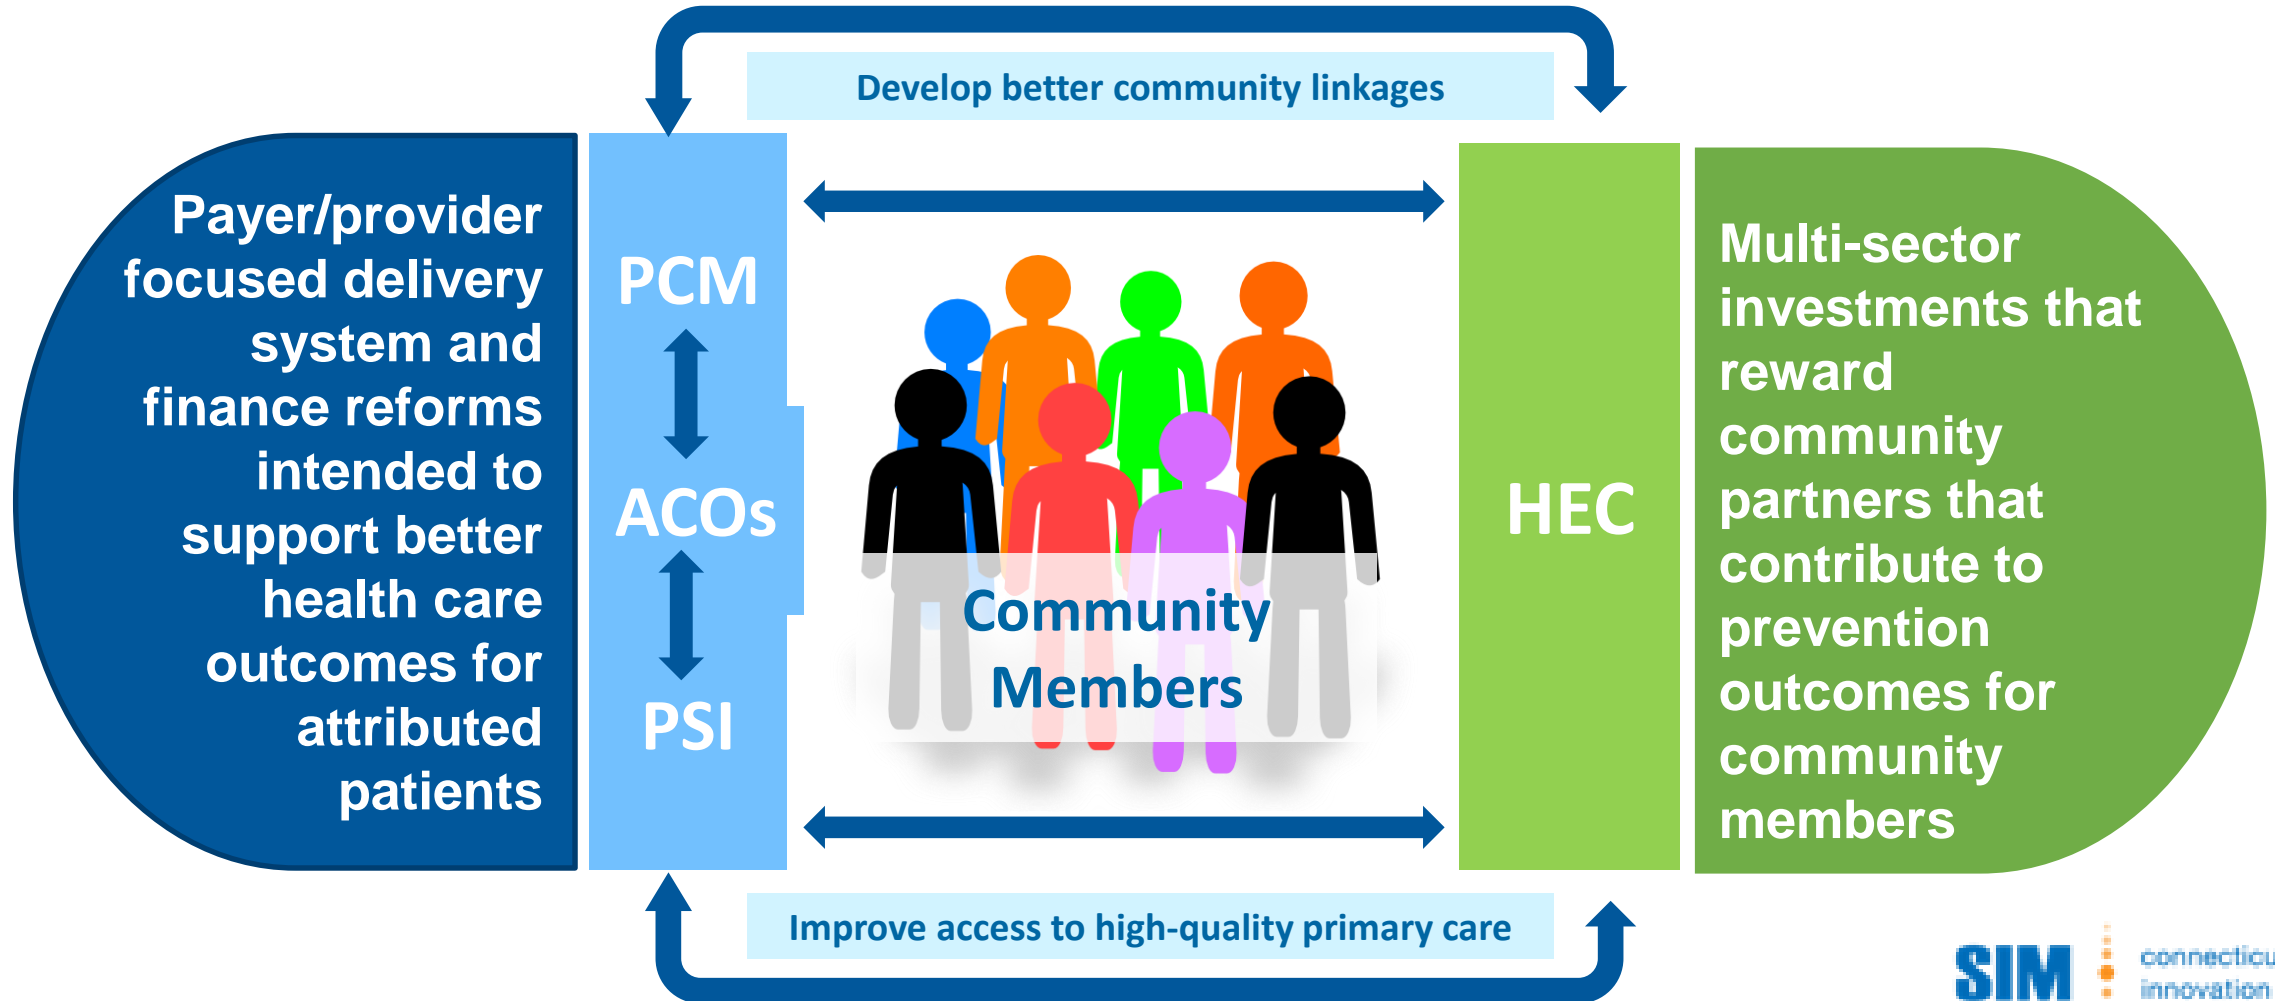 Develop better community linkages
Payer/provider
focused delivery
system and
finance reforms
intended to
support better
health care
outcomes for
attributed
patients
PCM
ACOs
PSI
Community
Members
HEC
Multi-sector
investments that
reward
community
partners that
contribute to
prevention
outcomes for
community
members
Improve access to high-quality primary care
SIM
connecticu
innovation